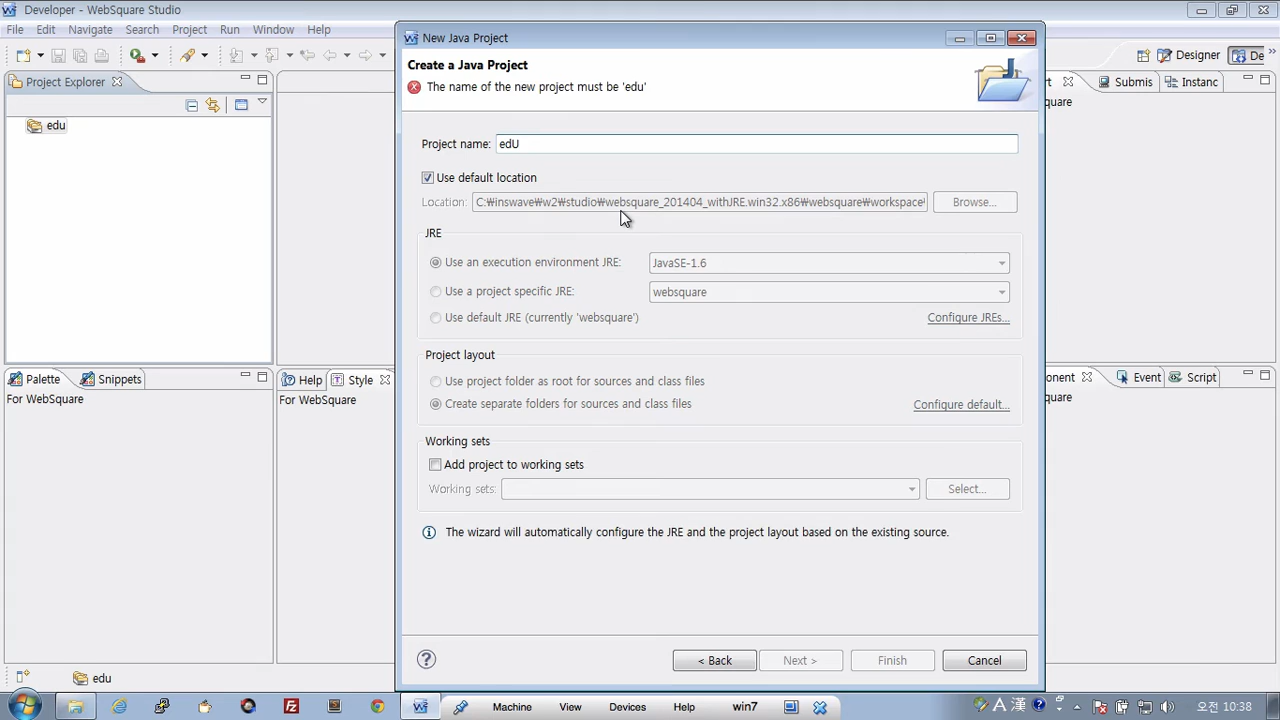 Developer - WebSquare Studio
File Edit Navigate Search Project Run Window Help
Designer
De
Project Explorer
edu
Submis
Instanc
Palette
Snippets
For WebSquare
Help
Style
For WebSquare
Event
Script
New Java Project
Create a Java Project
The name of the new project must be 'edu'
Project name: edU
Use default location
Location: C:₩inswave₩w2₩studio₩websquare_201404_withJRE.win32.x86₩websquare₩workspace Browse...
JRE
Use an execution environment JRE: JavaSE-1.6
Use a project specific JRE: websquare
Use default JRE (currently 'websquare') Configure JREs...
Project layout
Use project folder as root for sources and class files
Create separate folders for sources and class files Configure default...
Working sets
Add project to working sets
Working sets: Select...
The wizard will automatically configure the JRE and the project layout based on the existing source.
< Back Next > Finish Cancel
edu
Machine View Devices Help win7
A 漢
오전 10:38